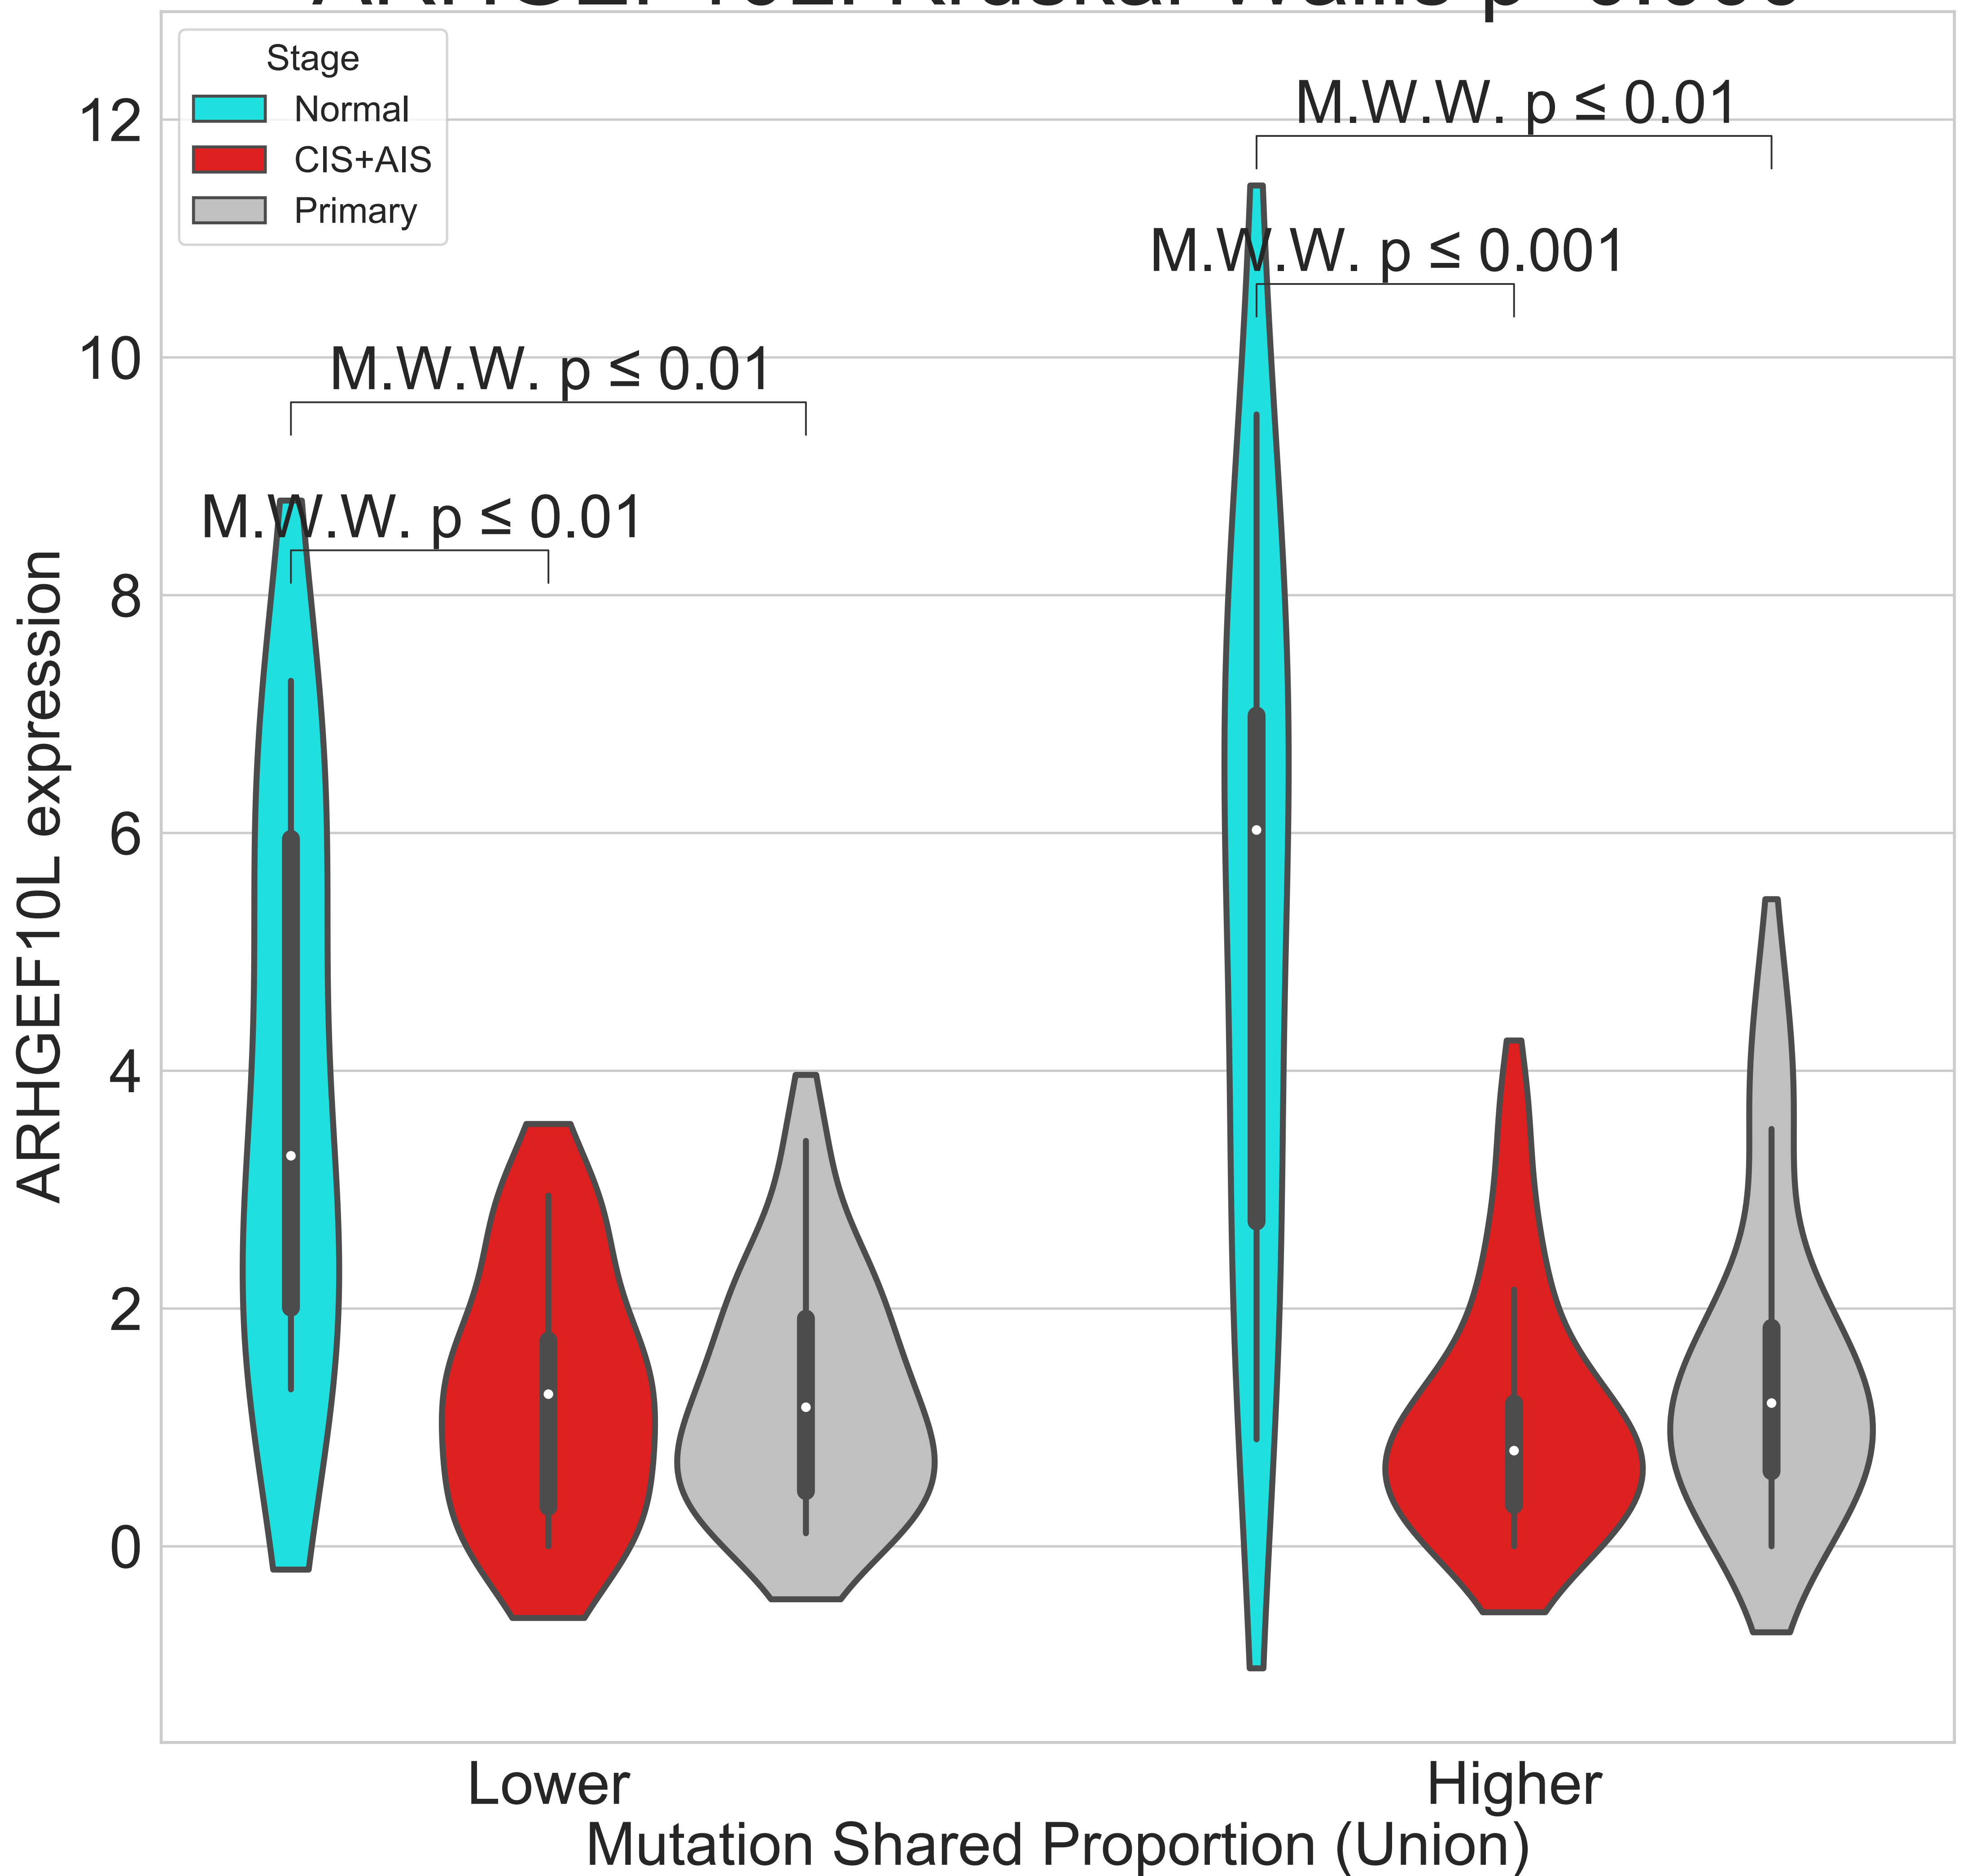 Stage
Normal
CIS+AIS
Primary
M.W.W. p ≤ 0.01
M.W.W. p ≤ 0.001
M.W.W. p ≤ 0.01
M.W.W. p ≤ 0.01
12
10
8
6
4
2
0
ARHGEF10L expression
Lower
Higher
Mutation Shared Proportion (Union)